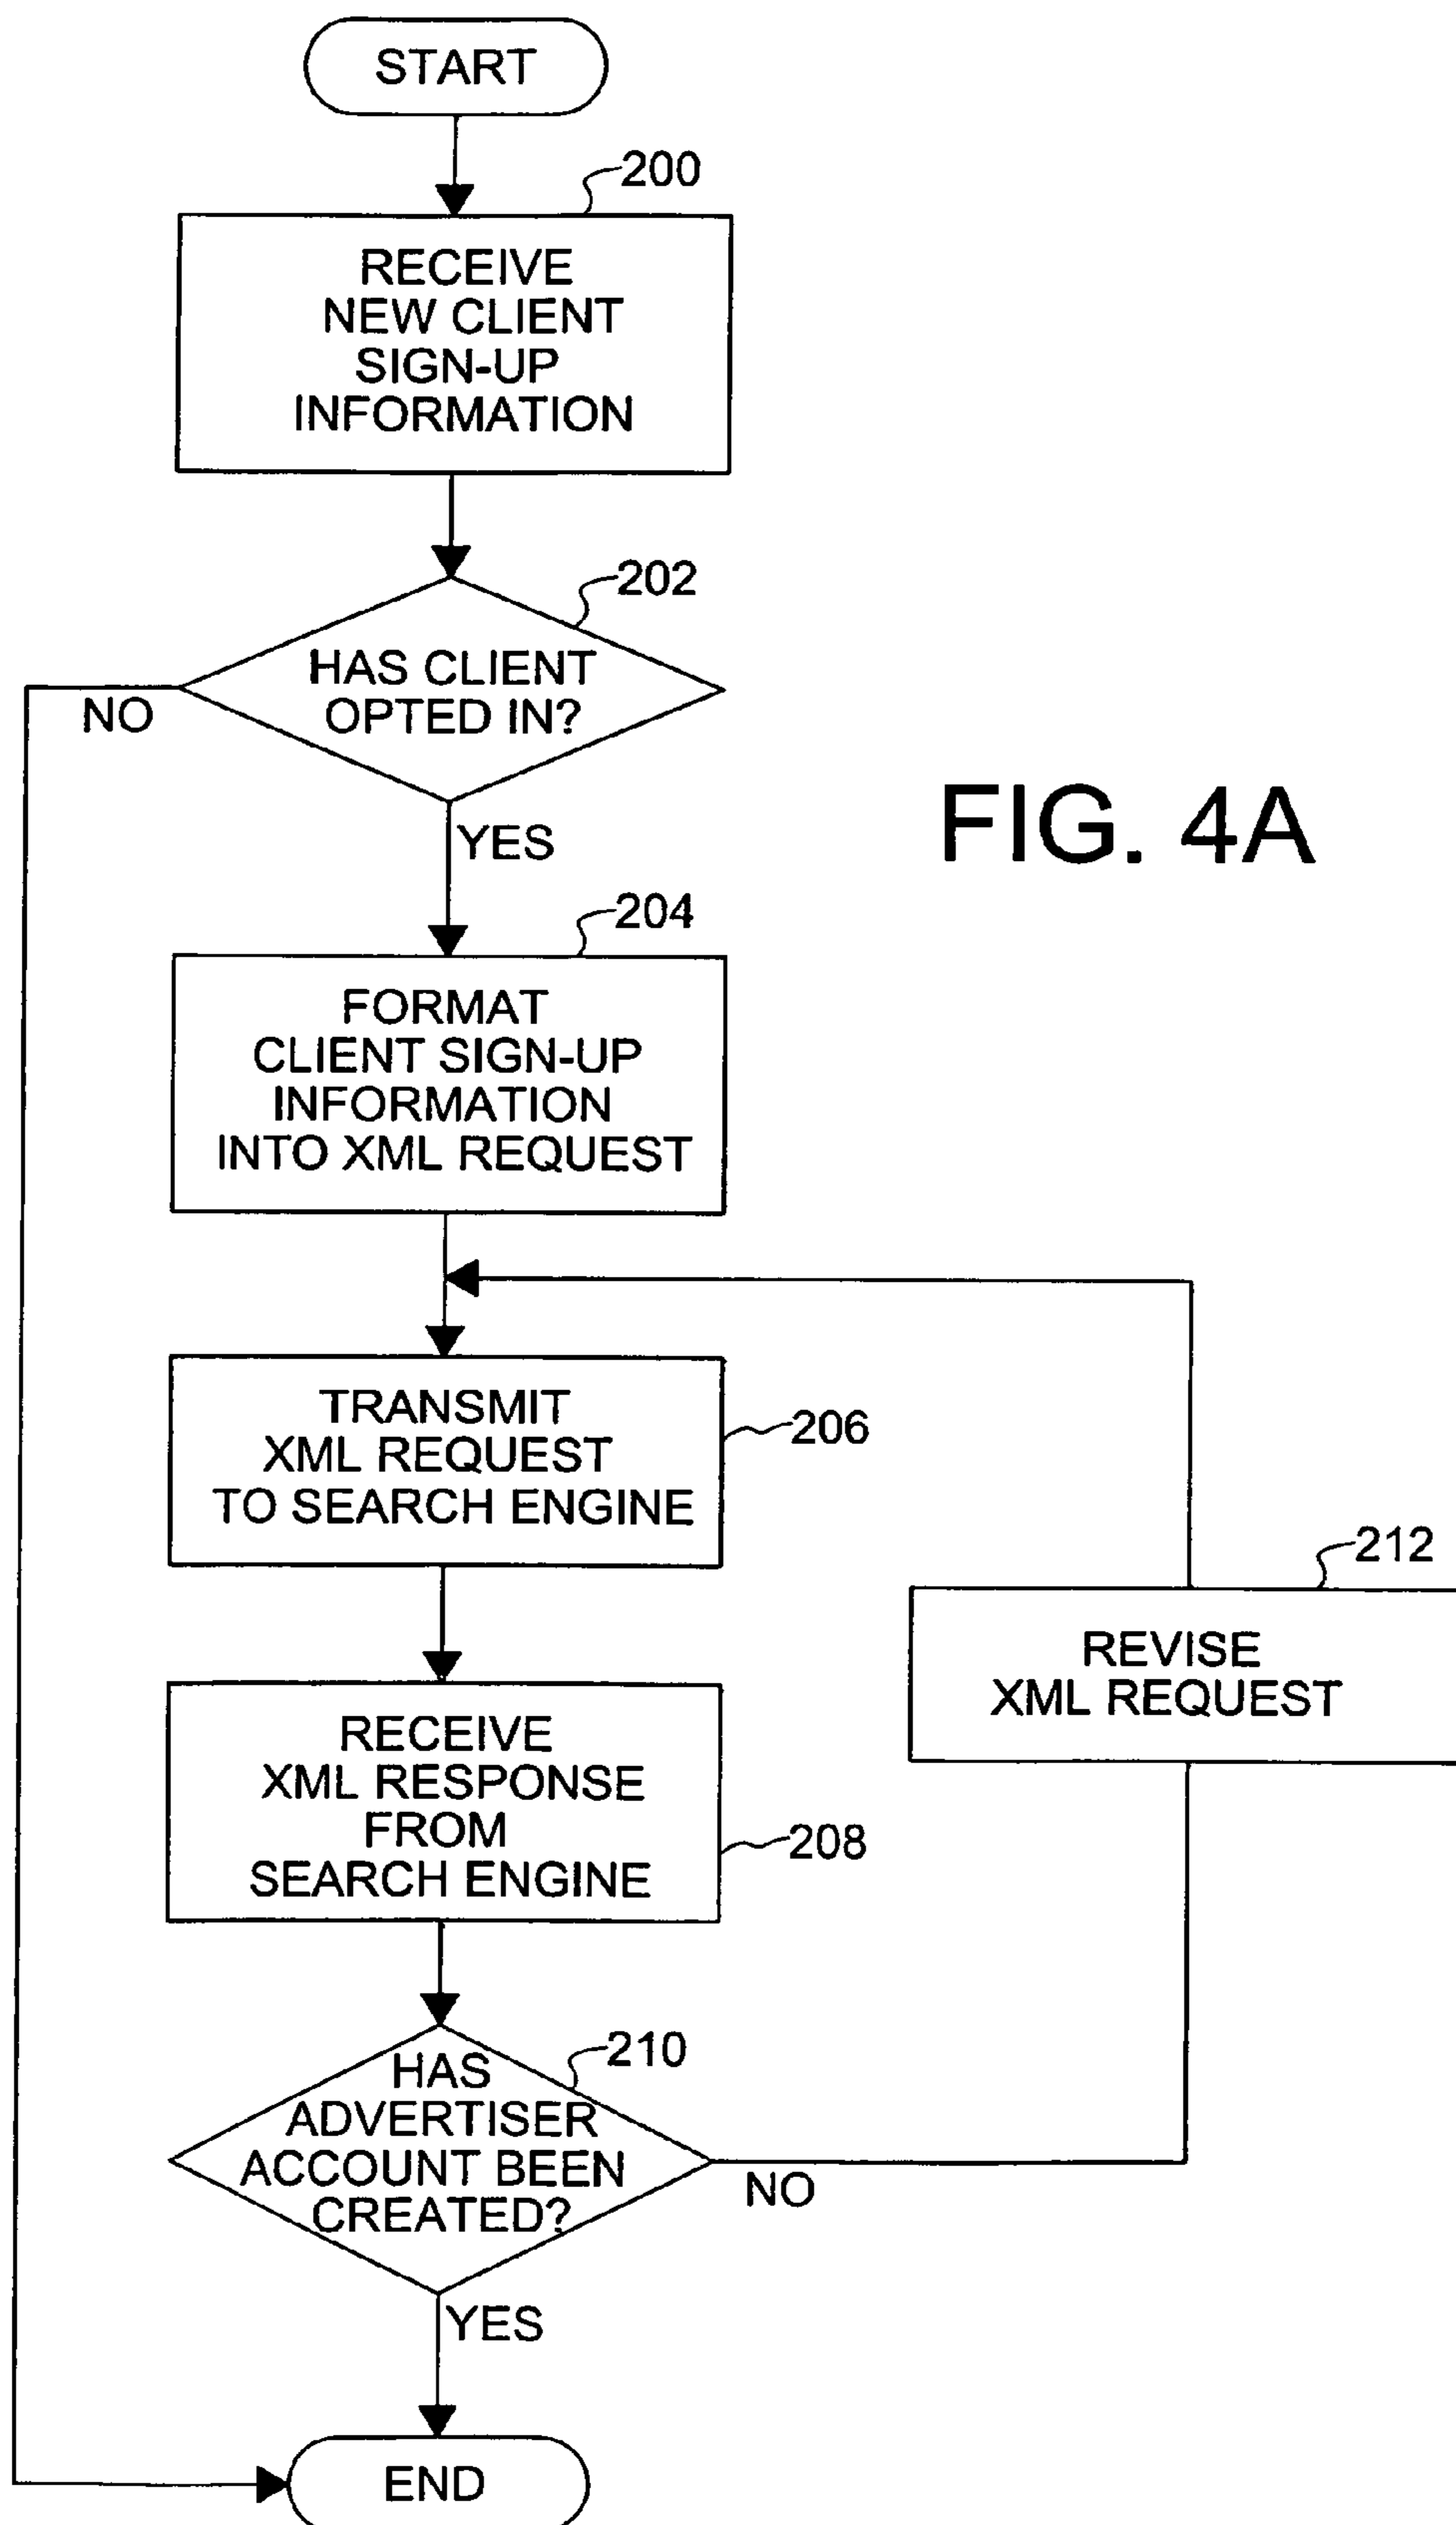 START
200
RECEIVE
NEW CLIENT
SIGN-UP
INFORMATION
202
HAS CLIENT
OPTED IN?
NO
YES
FIG. 4A
204
FORMAT
CLIENT SIGN-UP
INFORMATION
INTO XML REQUEST
TRANSMIT
XML REQUEST
TO SEARCH ENGINE
206
212
REVISE
XML REQUEST
RECEIVE
XML RESPONSE
FROM
SEARCH ENGINE
208
210
HAS
ADVERTISER
ACCOUNT BEEN
CREATED?
NO
YES
END